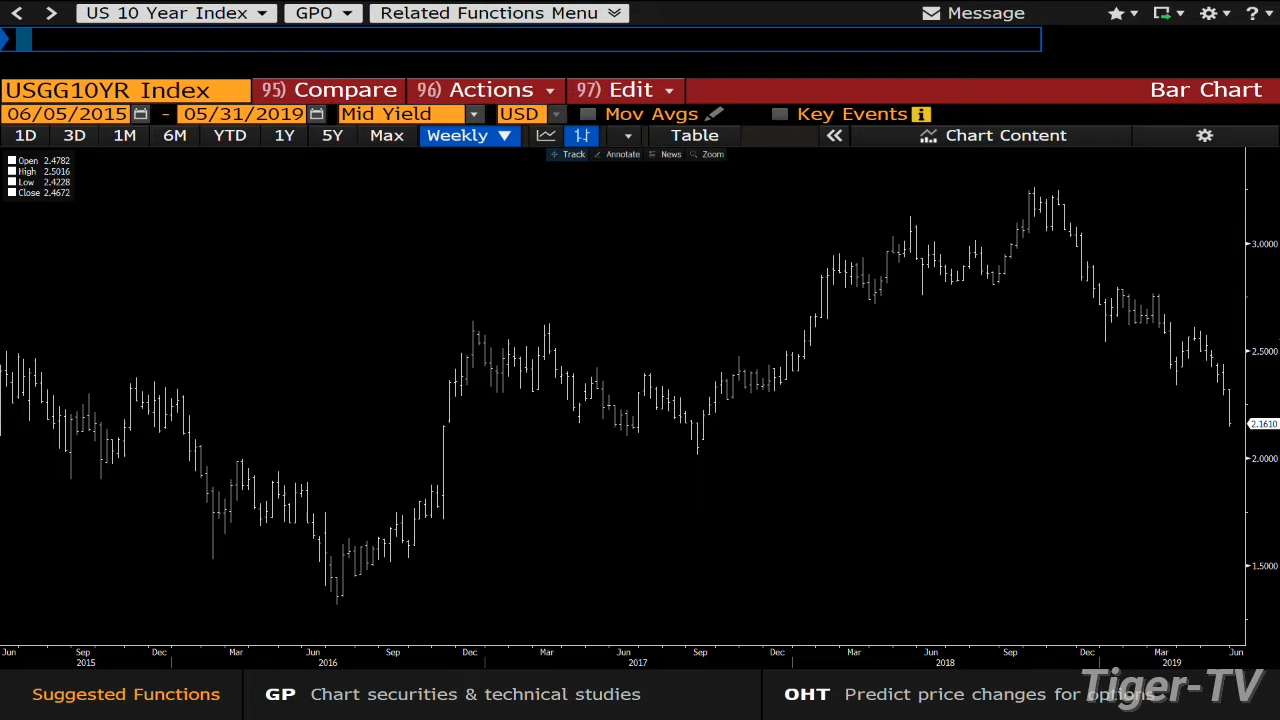 US 10 Year Index GPO Related Functions Menu Message ?
USGG10YR Index 95) Compare 96) Actions 97) Edit Bar Chart
06/05/2015 - 05/31/2019 Mid Yield USD Mov Avgs Key Events i
1D 3D 1M 6M YTD 1Y 5Y Max Weekly Table Chart Content
Track Annotate News Zoom
Open 2.4782
High 2.5016
Low 2.4228
Close 2.4672
3.0000
2.5000
2.1610
2.0000
1.5000
Jun Sep Dec Mar Jun Sep Dec Mar Jun Sep Dec Mar Jun Sep Dec Mar Jun
2015 2016 2017 2018 2019
Suggested Functions GP Chart securities & technical studies OHT Predict price changes for options
Tiger-TV